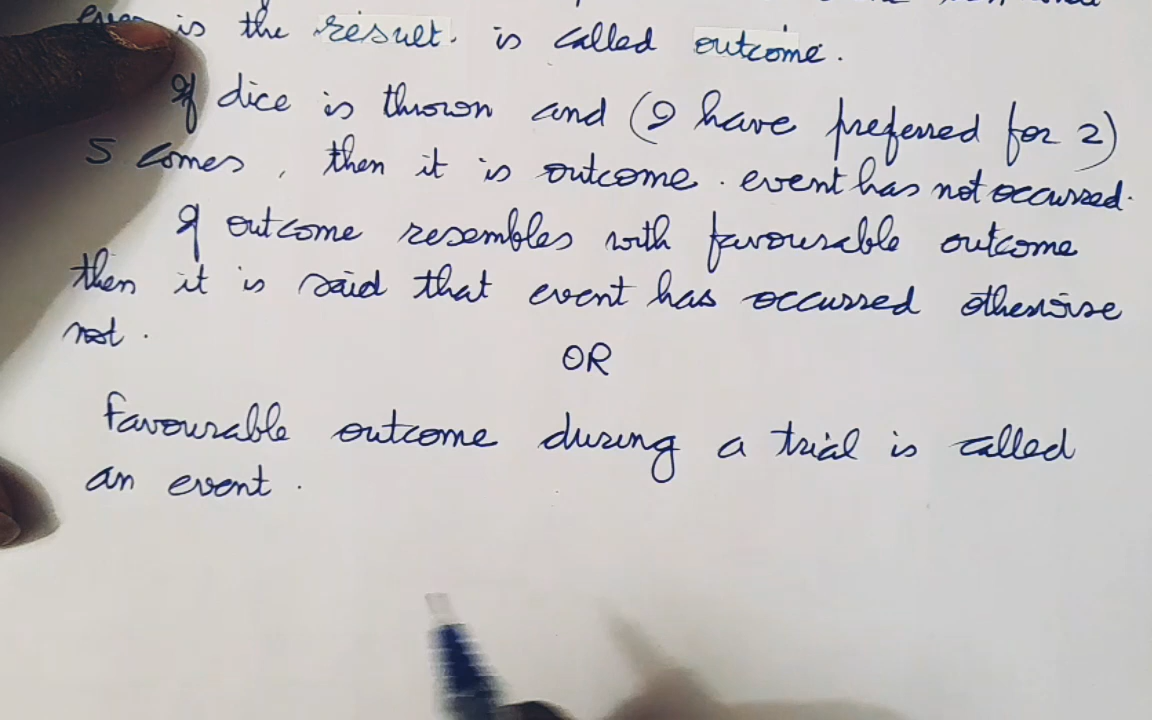 is the result. is called outcome.
If dice is thrown and (I have preferred for 2)
5 comes, then it is outcome. event has not occurred.
If outcome resembles with favourable outcome
then it is said that event has occurred otherwise
not.
OR
Favourable outcome during a trial is called
an event.